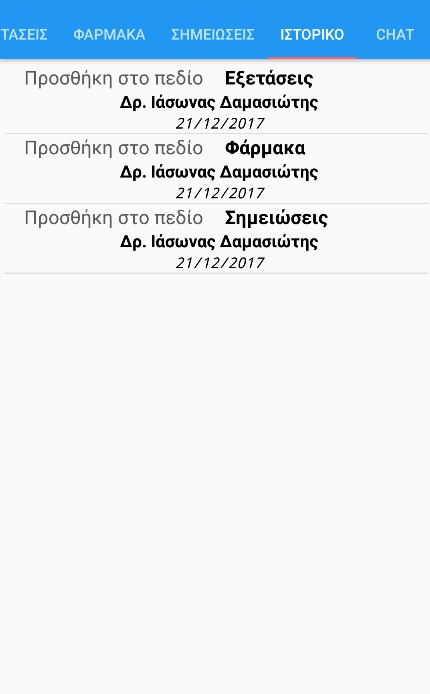 ΤΑΣΕΙΣ ΦΑΡΜΑΚΑ ΣΗΜΕΙΩΣΕΙΣ ΙΣΤΟΡΙΚΟ CHAT
Προσθήκη στο πεδίο Εξετάσεις
Δρ. Ιάσωνας Δαμασιώτης
21/12/2017
Προσθήκη στο πεδίο Φάρμακα
Δρ. Ιάσωνας Δαμασιώτης
21/12/2017
Προσθήκη στο πεδίο Σημειώσεις
Δρ. Ιάσωνας Δαμασιώτης
21/12/2017